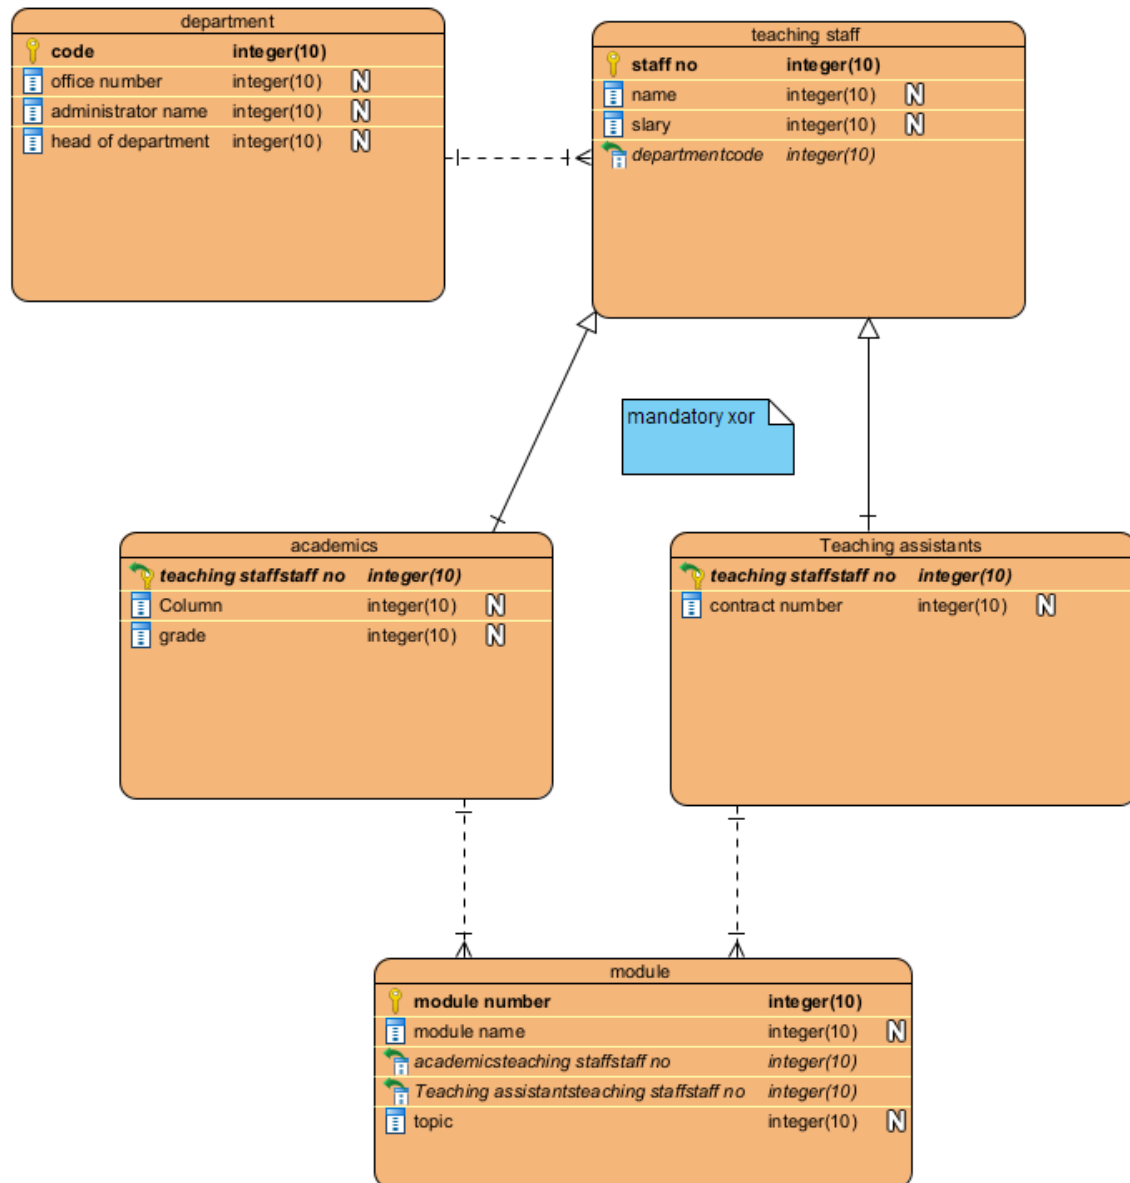 department
code integer(10)
office number integer(10) N
administrator name integer(10) N
head of department integer(10) N
teaching staff
staff no integer(10)
name integer(10) N
slary integer(10) N
departmentcode integer(10)
mandatory xor
academics
teaching staffstaff no integer(10)
Column integer(10) N
grade integer(10) N
Teaching assistants
teaching staffstaff no integer(10)
contract number integer(10) N
module
module number integer(10)
module name integer(10) N
academicsteaching staffstaff no integer(10)
Teaching assistantsteaching staffstaff no integer(10)
topic integer(10) N